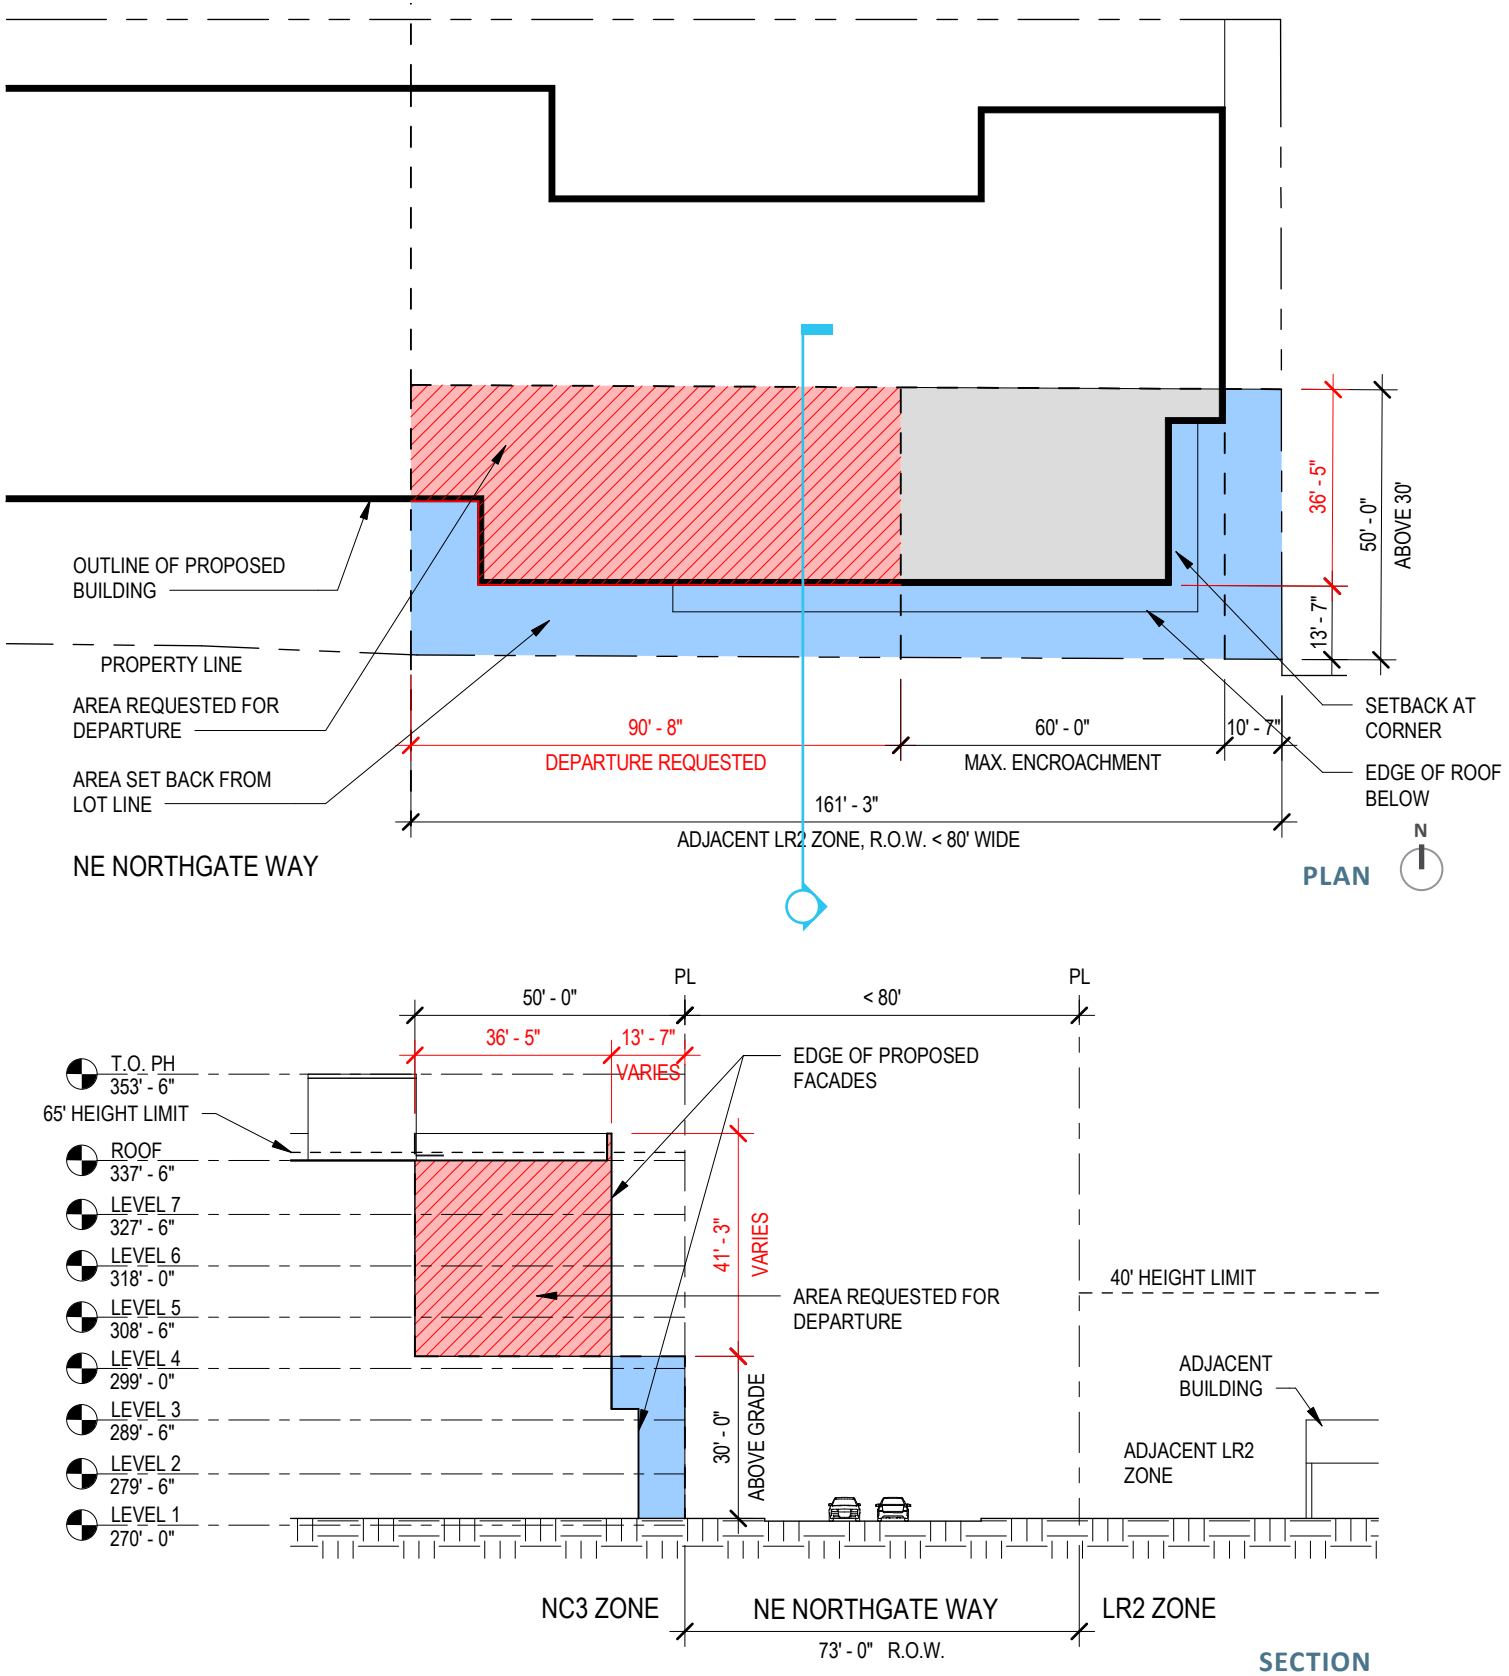 OUTLINE OF PROPOSED
BUILDING
PROPERTY LINE
AREA REQUESTED FOR
DEPARTURE
AREA SET BACK FROM
LOT LINE
NE NORTHGATE WAY
90' - 8"
DEPARTURE REQUESTED
60' - 0"
MAX. ENCROACHMENT
10' - 7"
161' - 3"
ADJACENT LR2 ZONE, R.O.W. < 80' WIDE
36' - 5"
50' - 0"
ABOVE 30'
13' - 7"
SETBACK AT
CORNER
EDGE OF ROOF
BELOW
N
PLAN
PL
PL
50' - 0"
< 80'
36' - 5"
13' - 7"
VARIES
EDGE OF PROPOSED
FACADES
T.O. PH
353' - 6"
65' HEIGHT LIMIT
ROOF
337' - 6"
LEVEL 7
327' - 6"
LEVEL 6
318' - 0"
LEVEL 5
308' - 6"
LEVEL 4
299' - 0"
LEVEL 3
289' - 6"
LEVEL 2
279' - 6"
LEVEL 1
270' - 0"
41' - 3"
VARIES
AREA REQUESTED FOR
DEPARTURE
30' - 0"
ABOVE GRADE
40' HEIGHT LIMIT
ADJACENT
BUILDING
ADJACENT LR2
ZONE
NC3 ZONE
NE NORTHGATE WAY
LR2 ZONE
73' - 0" R.O.W.
SECTION